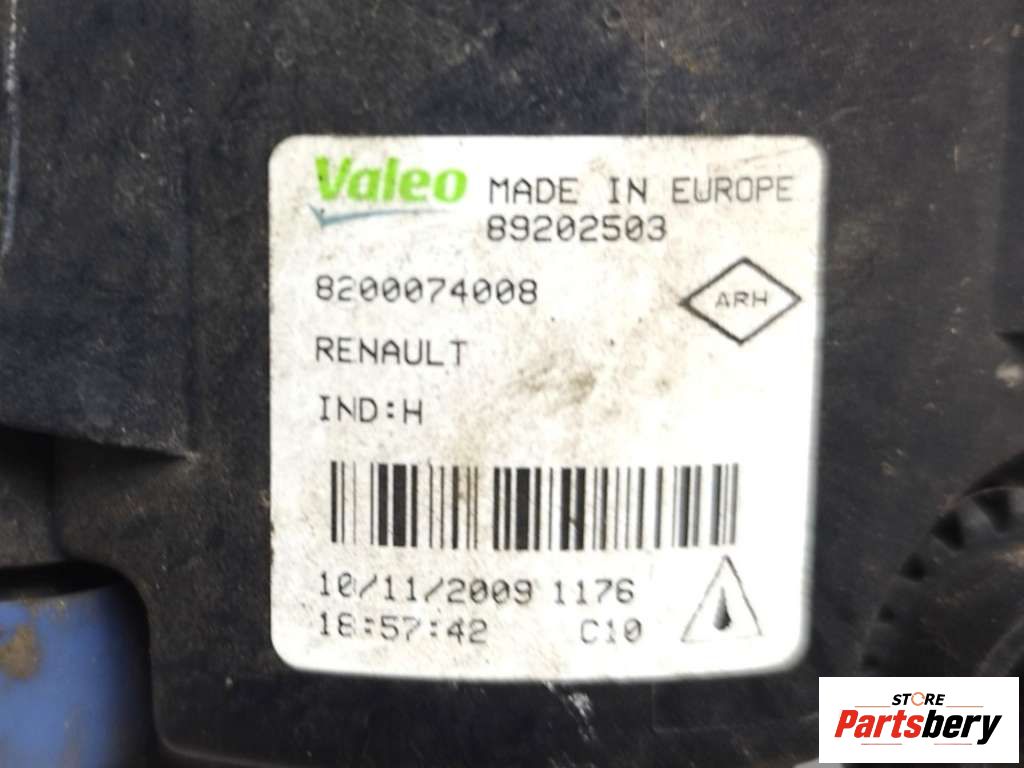 Valeo MADE IN EUROPE
89202503
8200074008
ARH
RENAULT
IND:H
10/11/2009 1176
18:57:42 C10
STORE
Partsbery